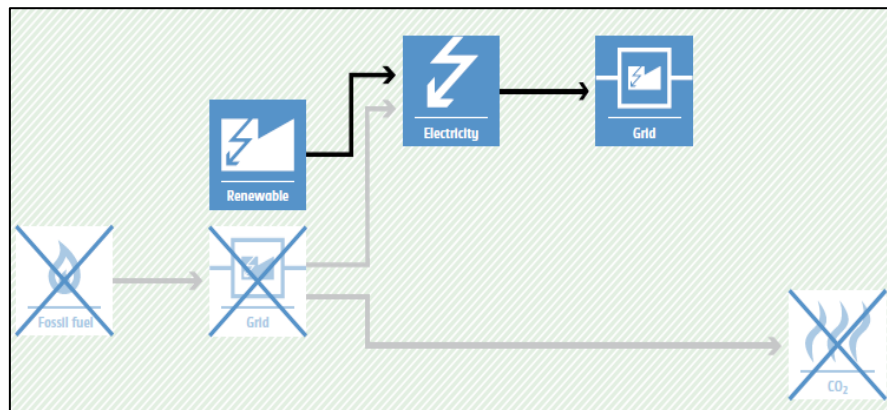 Electricity
Grid
Renewable
Fossil fuel
Grid
CO₂